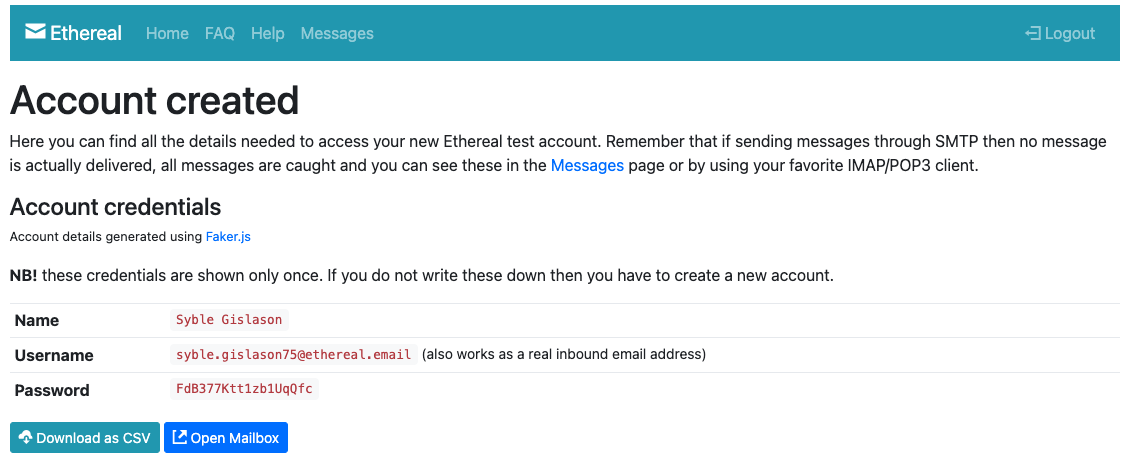 Ethereal Home FAQ Help Messages Logout
Account created
Here you can find all the details needed to access your new Ethereal test account. Remember that if sending messages through SMTP then no message
is actually delivered, all messages are caught and you can see these in the Messages page or by using your favorite IMAP/POP3 client.
Account credentials
Account details generated using Faker.js
NB! these credentials are shown only once. If you do not write these down then you have to create a new account.
Name Syble Gislason
Username syble.gislason75@ethereal.email (also works as a real inbound email address)
Password FdB377Ktt1zb1UqQfc
Download as CSV Open Mailbox